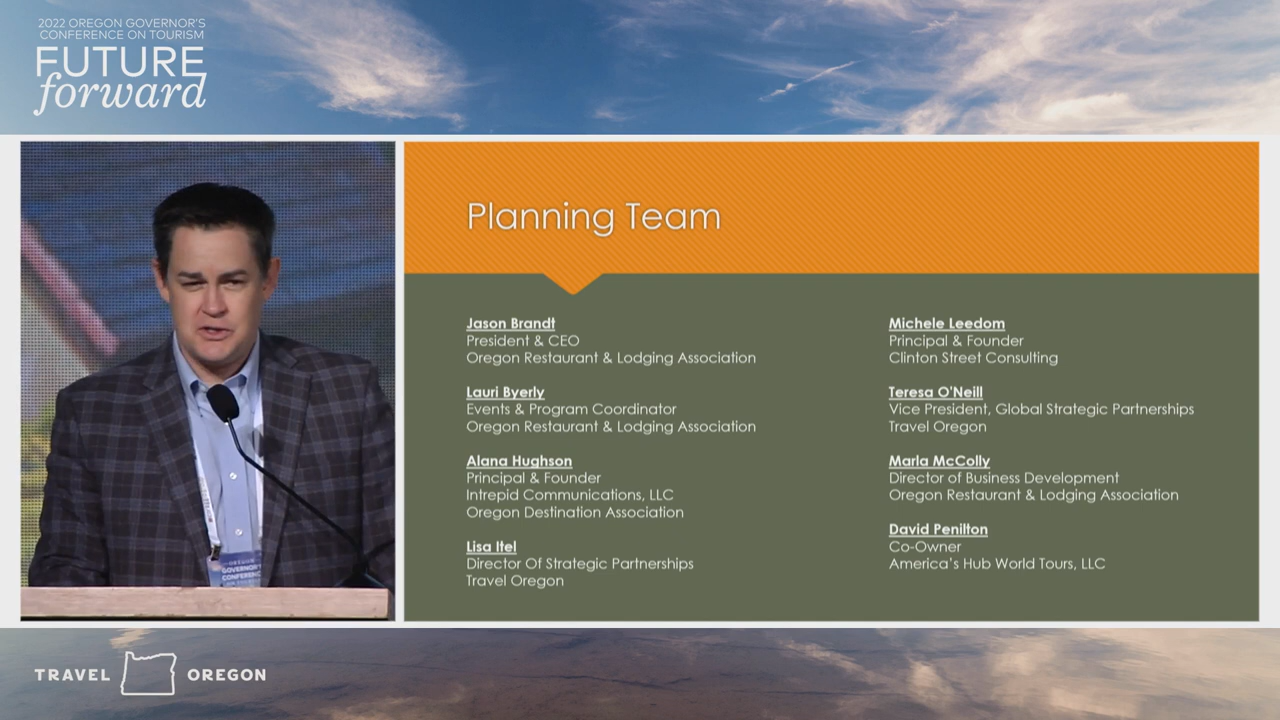 2022 OREGON GOVERNOR'S
CONFERENCE ON TOURISM
FUTURE
forward
Planning Team
Jason Brandt
President & CEO
Oregon Restaurant & Lodging Association
Lauri Byerly
Events & Program Coordinator
Oregon Restaurant & Lodging Association
Alana Hughson
Principal & Founder
Intrepid Communications, LLC
Oregon Destination Association
Lisa Itel
Director Of Strategic Partnerships
Travel Oregon
Michele Leedom
Principal & Founder
Clinton Street Consulting
Teresa O'Neill
Vice President, Global Strategic Partnerships
Travel Oregon
Marla McColly
Director of Business Development
Oregon Restaurant & Lodging Association
David Penilton
Co-Owner
America's Hub World Tours, LLC
OREGON
GOVERNOR'S
CONFERENCE
TRAVEL OREGON